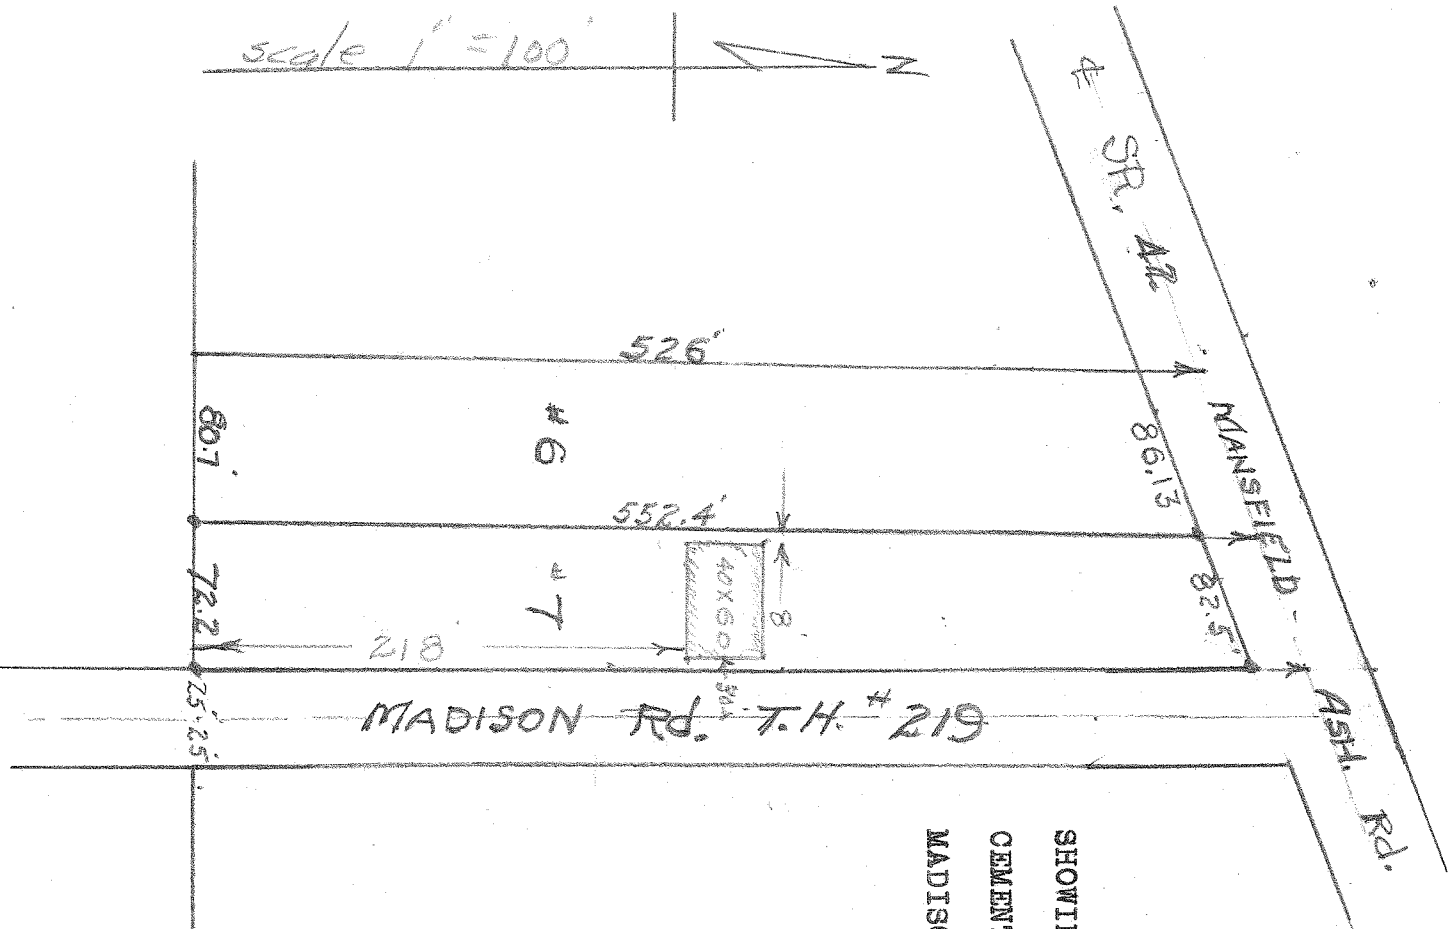 scale 1" = 100'
N
℄ SR. 42
MANSFIELD - ASH. Rd.
526'
80.7'
#6
86.13
552.4'
72.2'
#7
40X60
8
82.5'
218
25' 25'
MADISON Rd. T.H. #219
SHOWI
CEMEN
MADISO